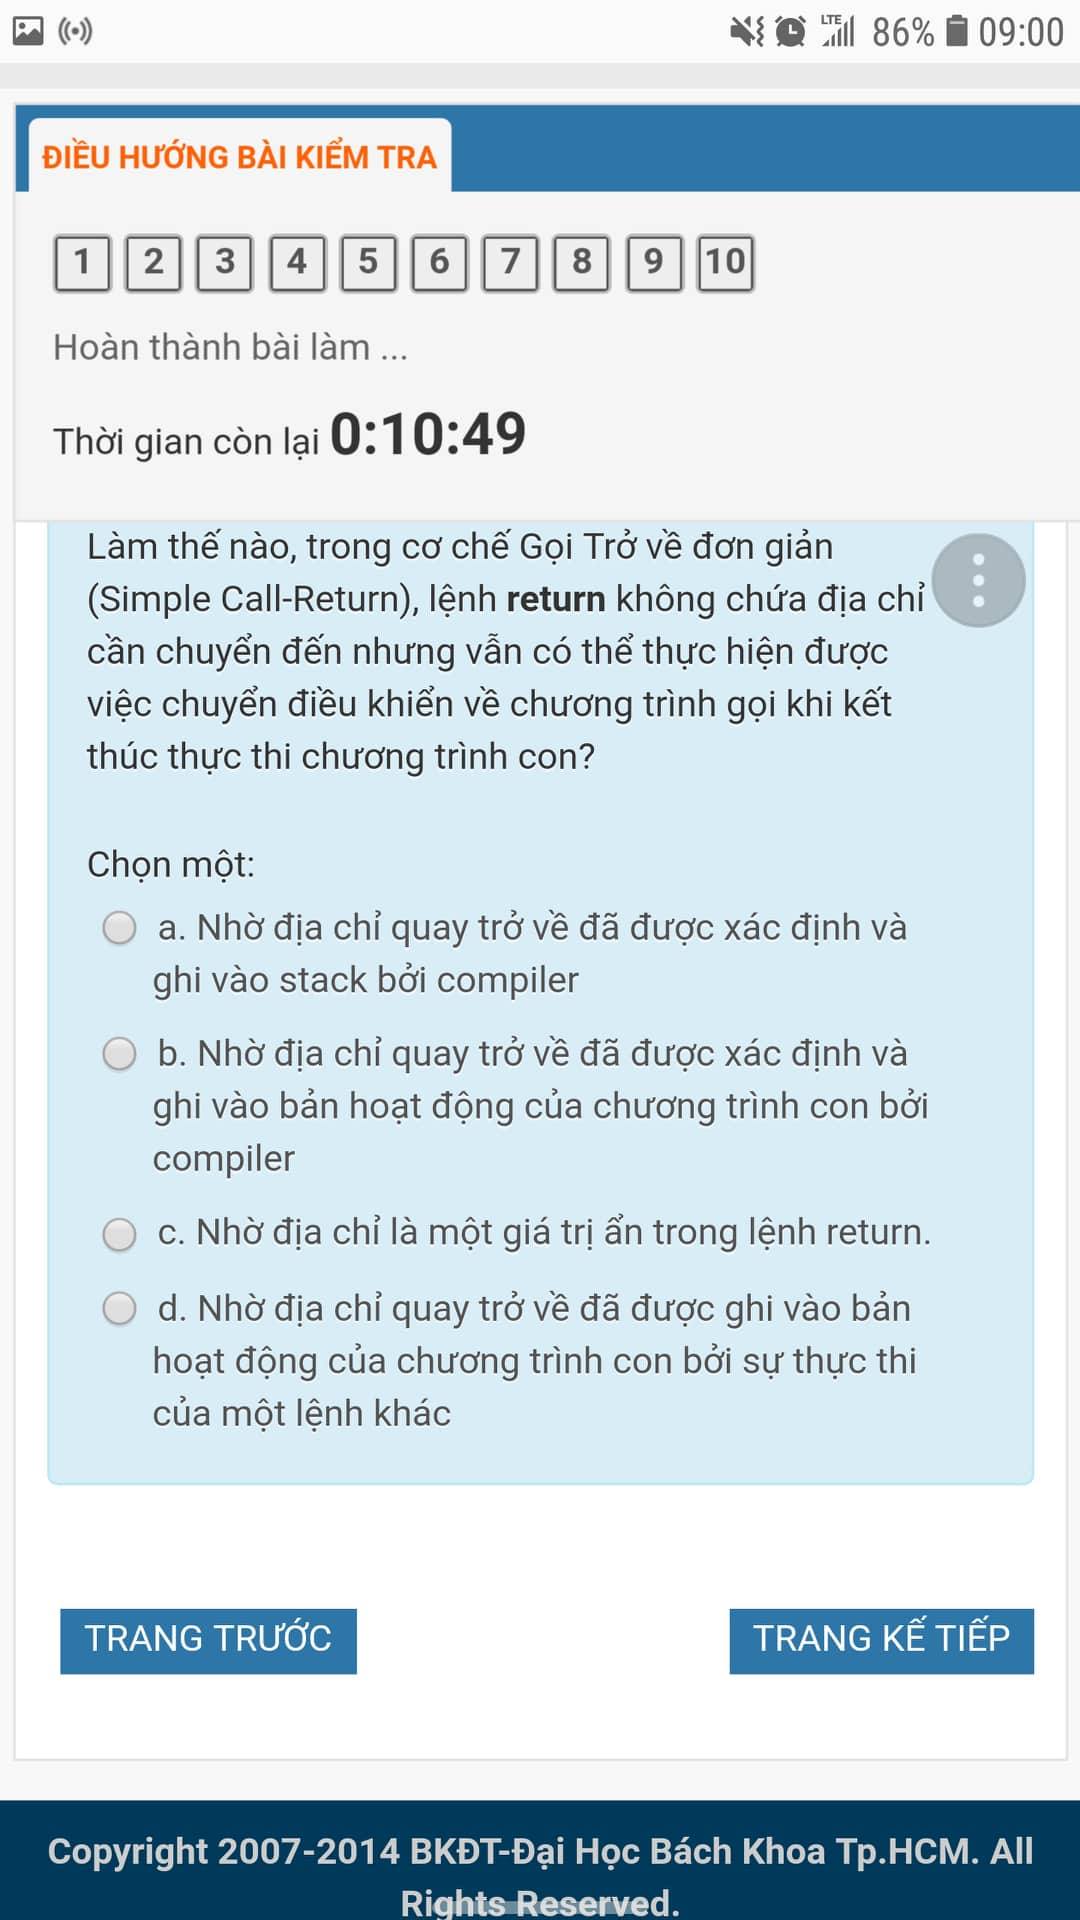 LTE 86% 09:00
ĐIỀU HƯỚNG BÀI KIỂM TRA
1 2 3 4 5 6 7 8 9 10
Hoàn thành bài làm ...
Thời gian còn lại 0:10:49
Làm thế nào, trong cơ chế Gọi Trở về đơn giản
(Simple Call-Return), lệnh return không chứa địa chỉ
cần chuyển đến nhưng vẫn có thể thực hiện được
việc chuyển điều khiển về chương trình gọi khi kết
thúc thực thi chương trình con?
Chọn một:
a. Nhờ địa chỉ quay trở về đã được xác định và
ghi vào stack bởi compiler
b. Nhờ địa chỉ quay trở về đã được xác định và
ghi vào bản hoạt động của chương trình con bởi
compiler
c. Nhờ địa chỉ là một giá trị ẩn trong lệnh return.
d. Nhờ địa chỉ quay trở về đã được ghi vào bản
hoạt động của chương trình con bởi sự thực thi
của một lệnh khác
TRANG TRƯỚC
TRANG KẾ TIẾP
Copyright 2007-2014 BKĐT-Đại Học Bách Khoa Tp.HCM. All
Rights Reserved.